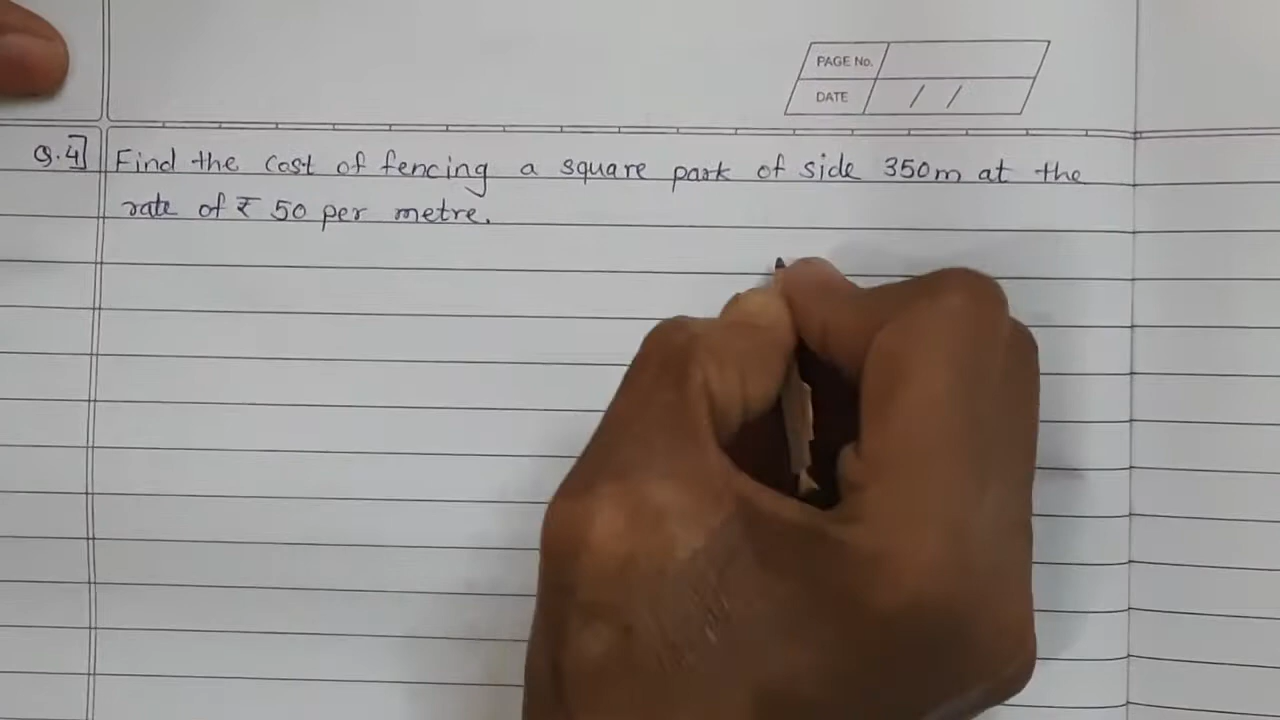 PAGE No.
DATE / /
Q.4] Find the cost of fencing a square park of side 350m at the
rate of ₹ 50 per metre.